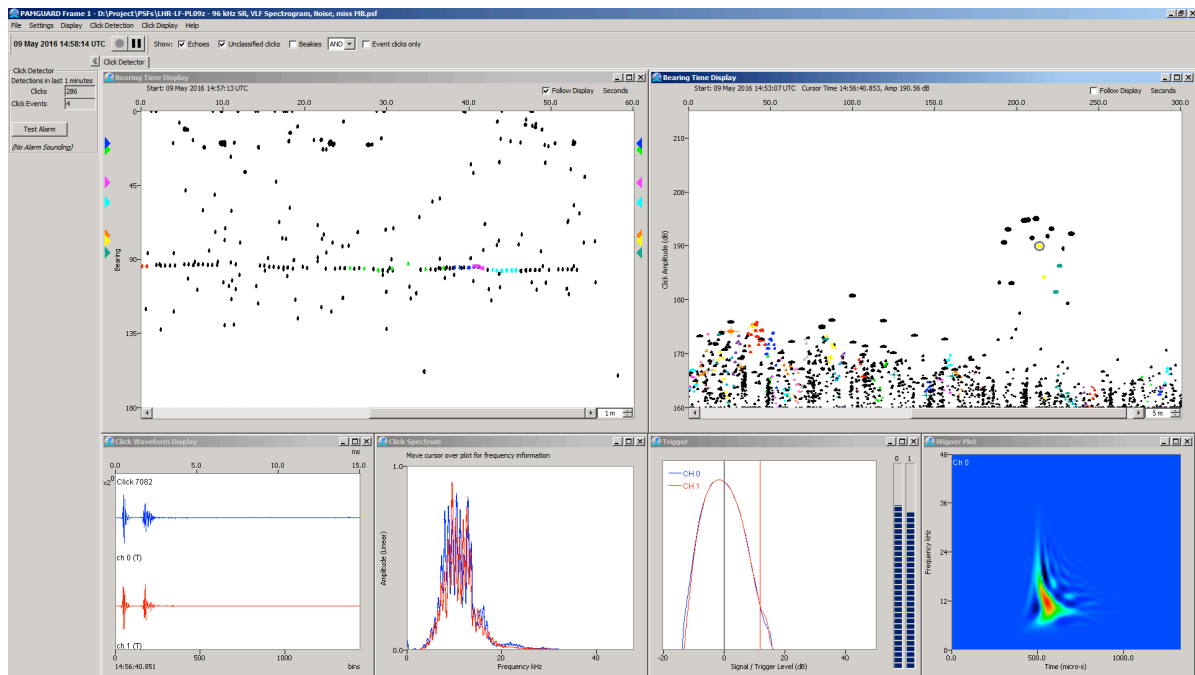 PAMGUARD Frame 1 - D:\Project\PSFs\LHR-LF-PL09z - 96 kHz SR, VLF Spectrogram, Noise, miss MB.psf
File Settings Display Click Detection Click Display Help
09 May 2016 14:58:14 UTC Show: Echoes Unclassified clicks Beakies AND Event clicks only
Click Detector
Click Detector
Detections in last 1 minutes
Clicks 286
Click Events 4
Test Alarm
(No Alarm Sounding)
Bearing Time Display
Start: 09 May 2016 14:57:13 UTC Follow Display Seconds
0.0 10.0 20.0 30.0 40.0 50.0 60.0
0
45
90
135
180
Bearing
1 m
Bearing Time Display
Start: 09 May 2016 14:53:07 UTC Cursor Time 14:56:40.853, Amp 190.56 dB Follow Display Seconds
0.0 50.0 100.0 150.0 200.0 250.0 300.0
210
200
190
180
170
160
Click Amplitude (dB)
5 m
Click Waveform Display
ms
0.0 5.0 10.0 15.0
Click 7082
ch 0 (T)
ch 1 (T)
0 500 1000
14:56:40.851 bins
Click Spectrum
Move cursor over plot for frequency information
1.0
0.0
Amplitude (Linear)
0 20 40
Frequency kHz
Trigger
CH 0
CH 1
0 1
-20 0 20 40
Signal / Trigger Level (dB)
Wigner Plot
Ch 0
48
36
24
12
0.0
Frequency kHz
0.0 500.0 1000.0
Time (micro-s)